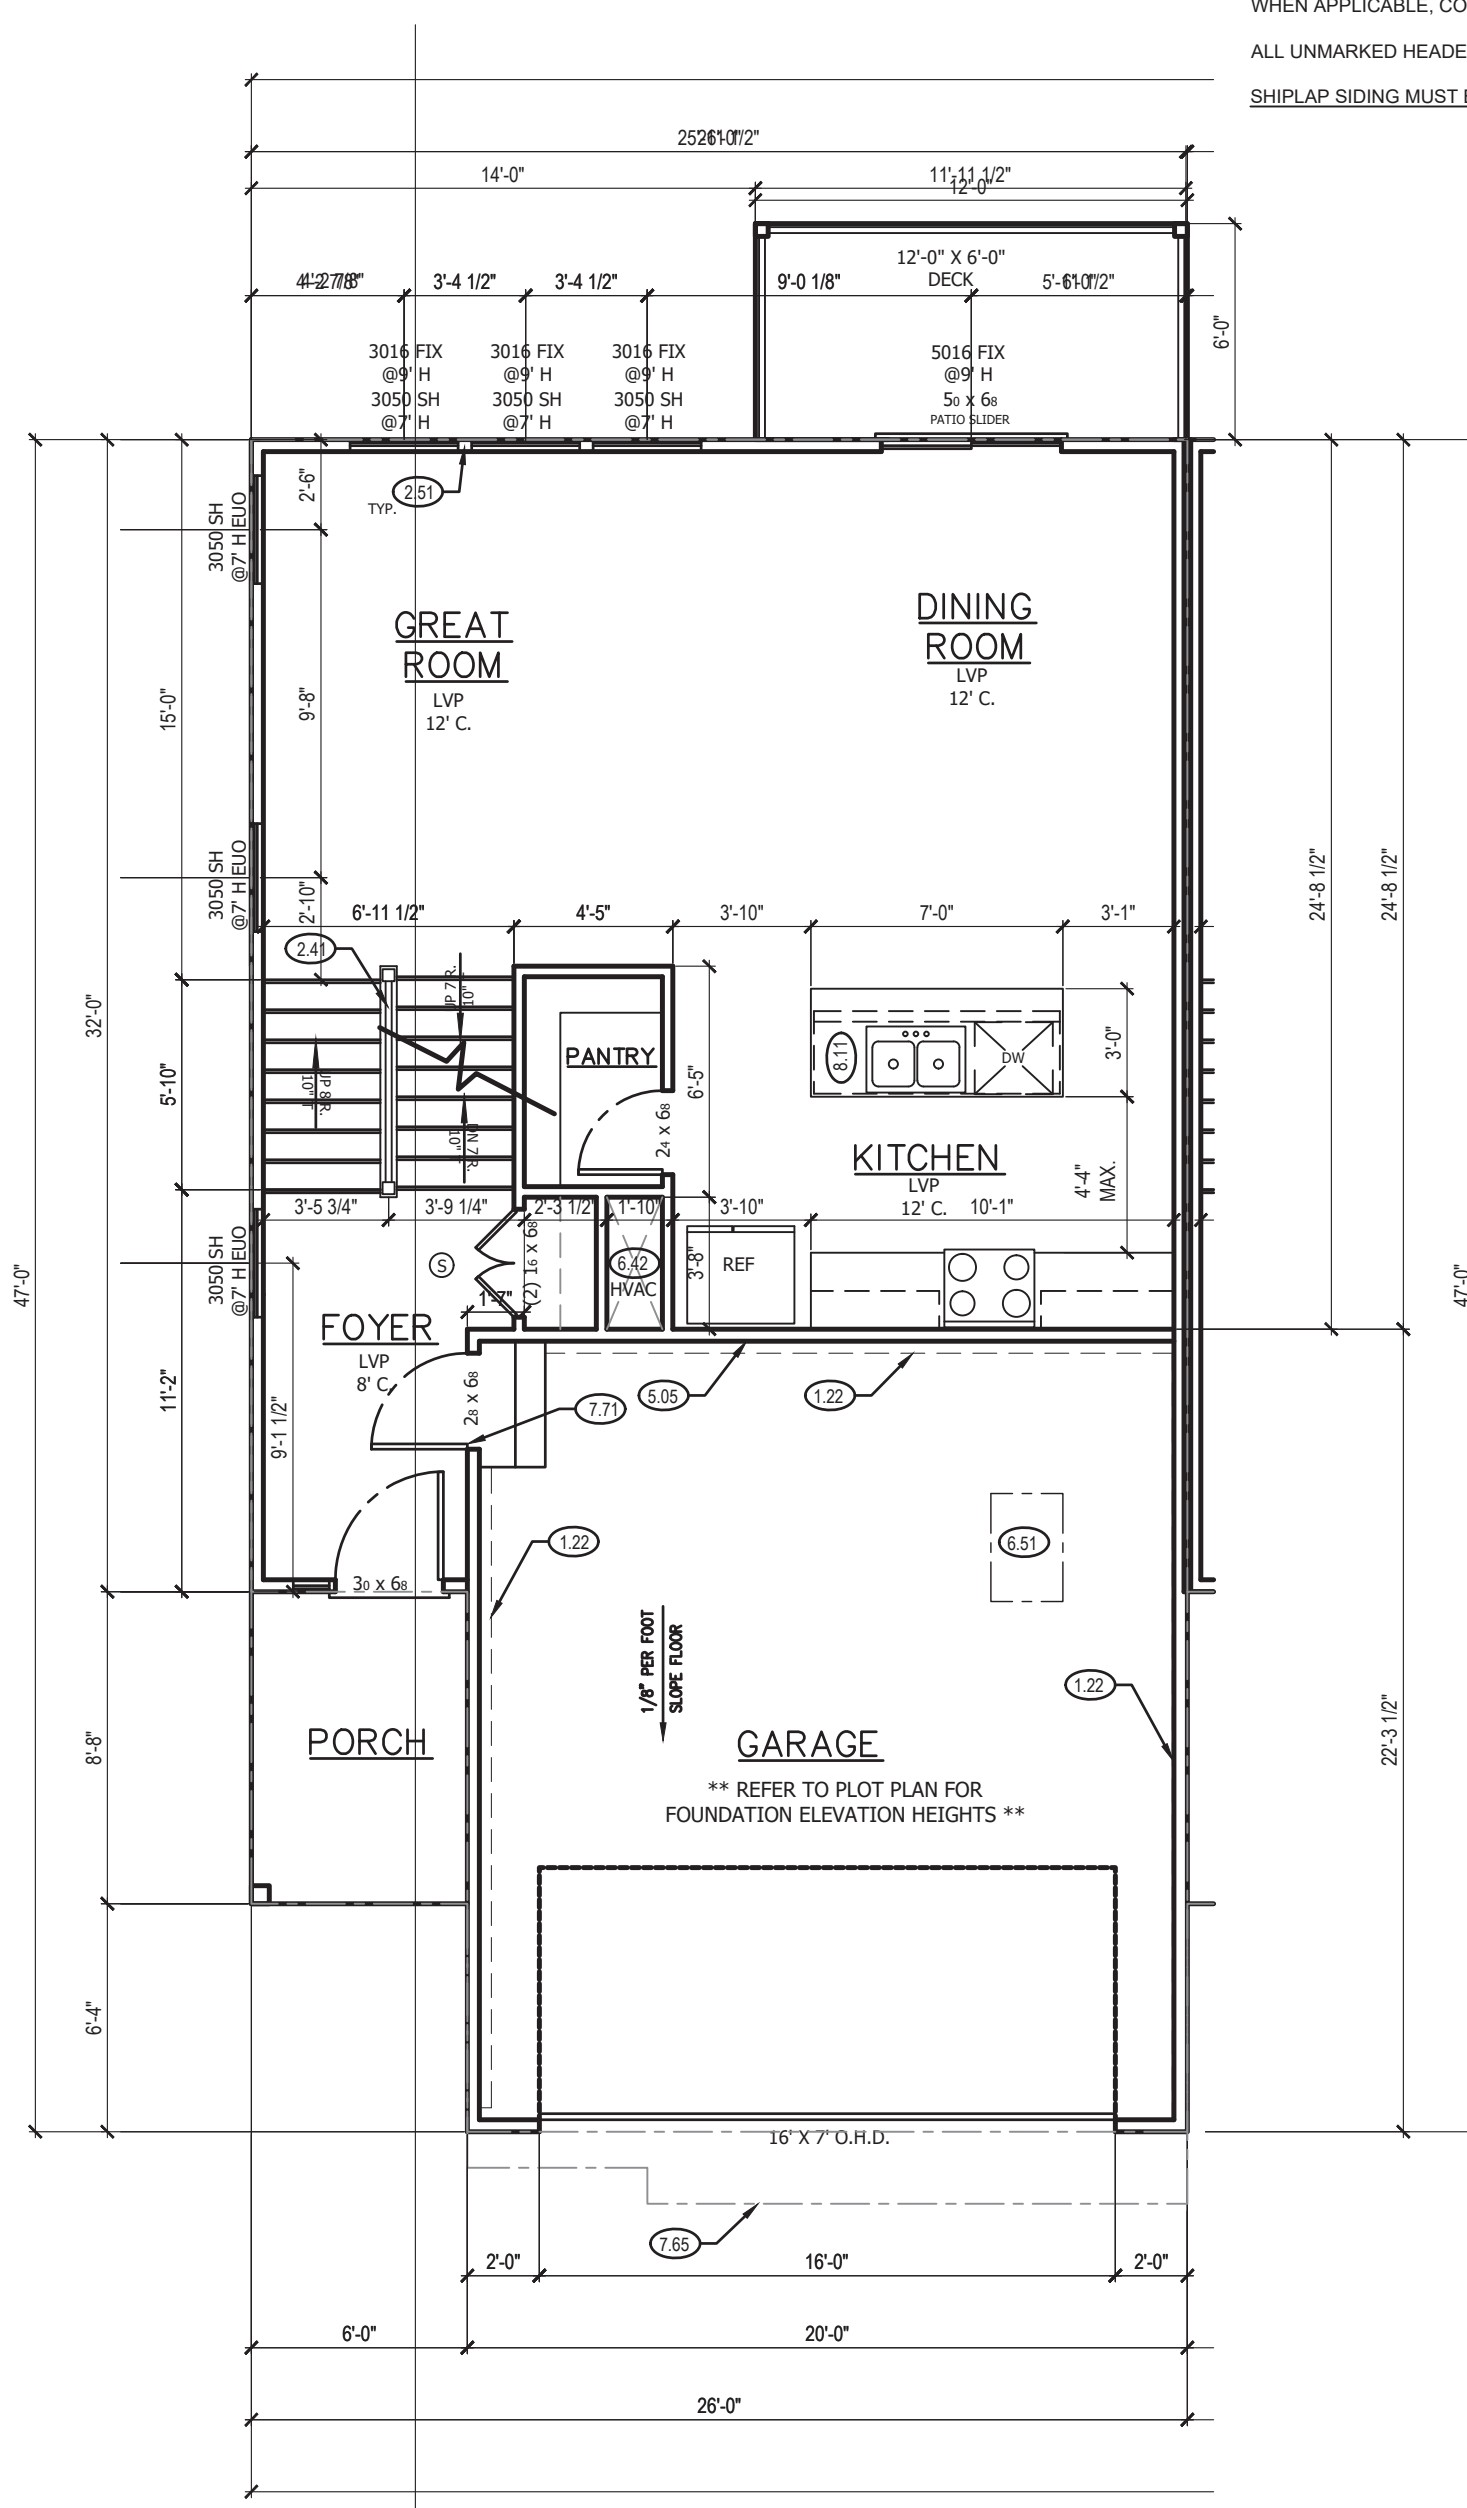 WHEN APPLICABLE, CO
ALL UNMARKED HEADE
SHIPLAP SIDING MUST
14'-0"
11'-11 1/2"
12'-0"
12'-0" X 6'-0"
DECK
3'-4 1/2"
3'-4 1/2"
9'-0 1/8"
6'-0"
3016 FIX
@9' H
3050 SH
@7' H
3016 FIX
@9' H
3050 SH
@7' H
3016 FIX
@9' H
3050 SH
@7' H
5016 FIX
@9' H
50 x 68
PATIO SLIDER
2'-6"
3050 SH
@7' H EUO
TYP.
2.51
GREAT
ROOM
LVP
12' C.
DINING
ROOM
LVP
12' C.
15'-0"
9'-8"
3050 SH
@7' H EUO
2'-10"
24'-8 1/2"
24'-8 1/2"
6'-11 1/2"
4'-5"
3'-10"
7'-0"
3'-1"
2.41
32'-0"
5'-10"
UP 7 R.
10"
UP 8 R.
10" T
DN 7 R.
10"
PANTRY
24 x 68
6'-5"
8.11
DW
3'-0"
KITCHEN
LVP
12' C.
4'-4"
MAX.
3'-5 3/4"
3'-9 1/4"
2'-3 1/2"
1'-10"
3'-10"
10'-1"
3050 SH
@7' H EUO
S
(2) 16 x 68
6.42
HVAC
3'-8"
REF
1'-7"
47'-0"
47'-0"
FOYER
LVP
8' C.
11'-2"
9'-1 1/2"
28 x 68
7.71
5.05
1.22
1.22
6.51
30 x 68
1/8" PER FOOT
SLOPE FLOOR
1.22
8'-8"
PORCH
GARAGE
** REFER TO PLOT PLAN FOR
FOUNDATION ELEVATION HEIGHTS **
22'-3 1/2"
6'-4"
16' X 7' O.H.D.
7.65
2'-0"
16'-0"
2'-0"
6'-0"
20'-0"
26'-0"